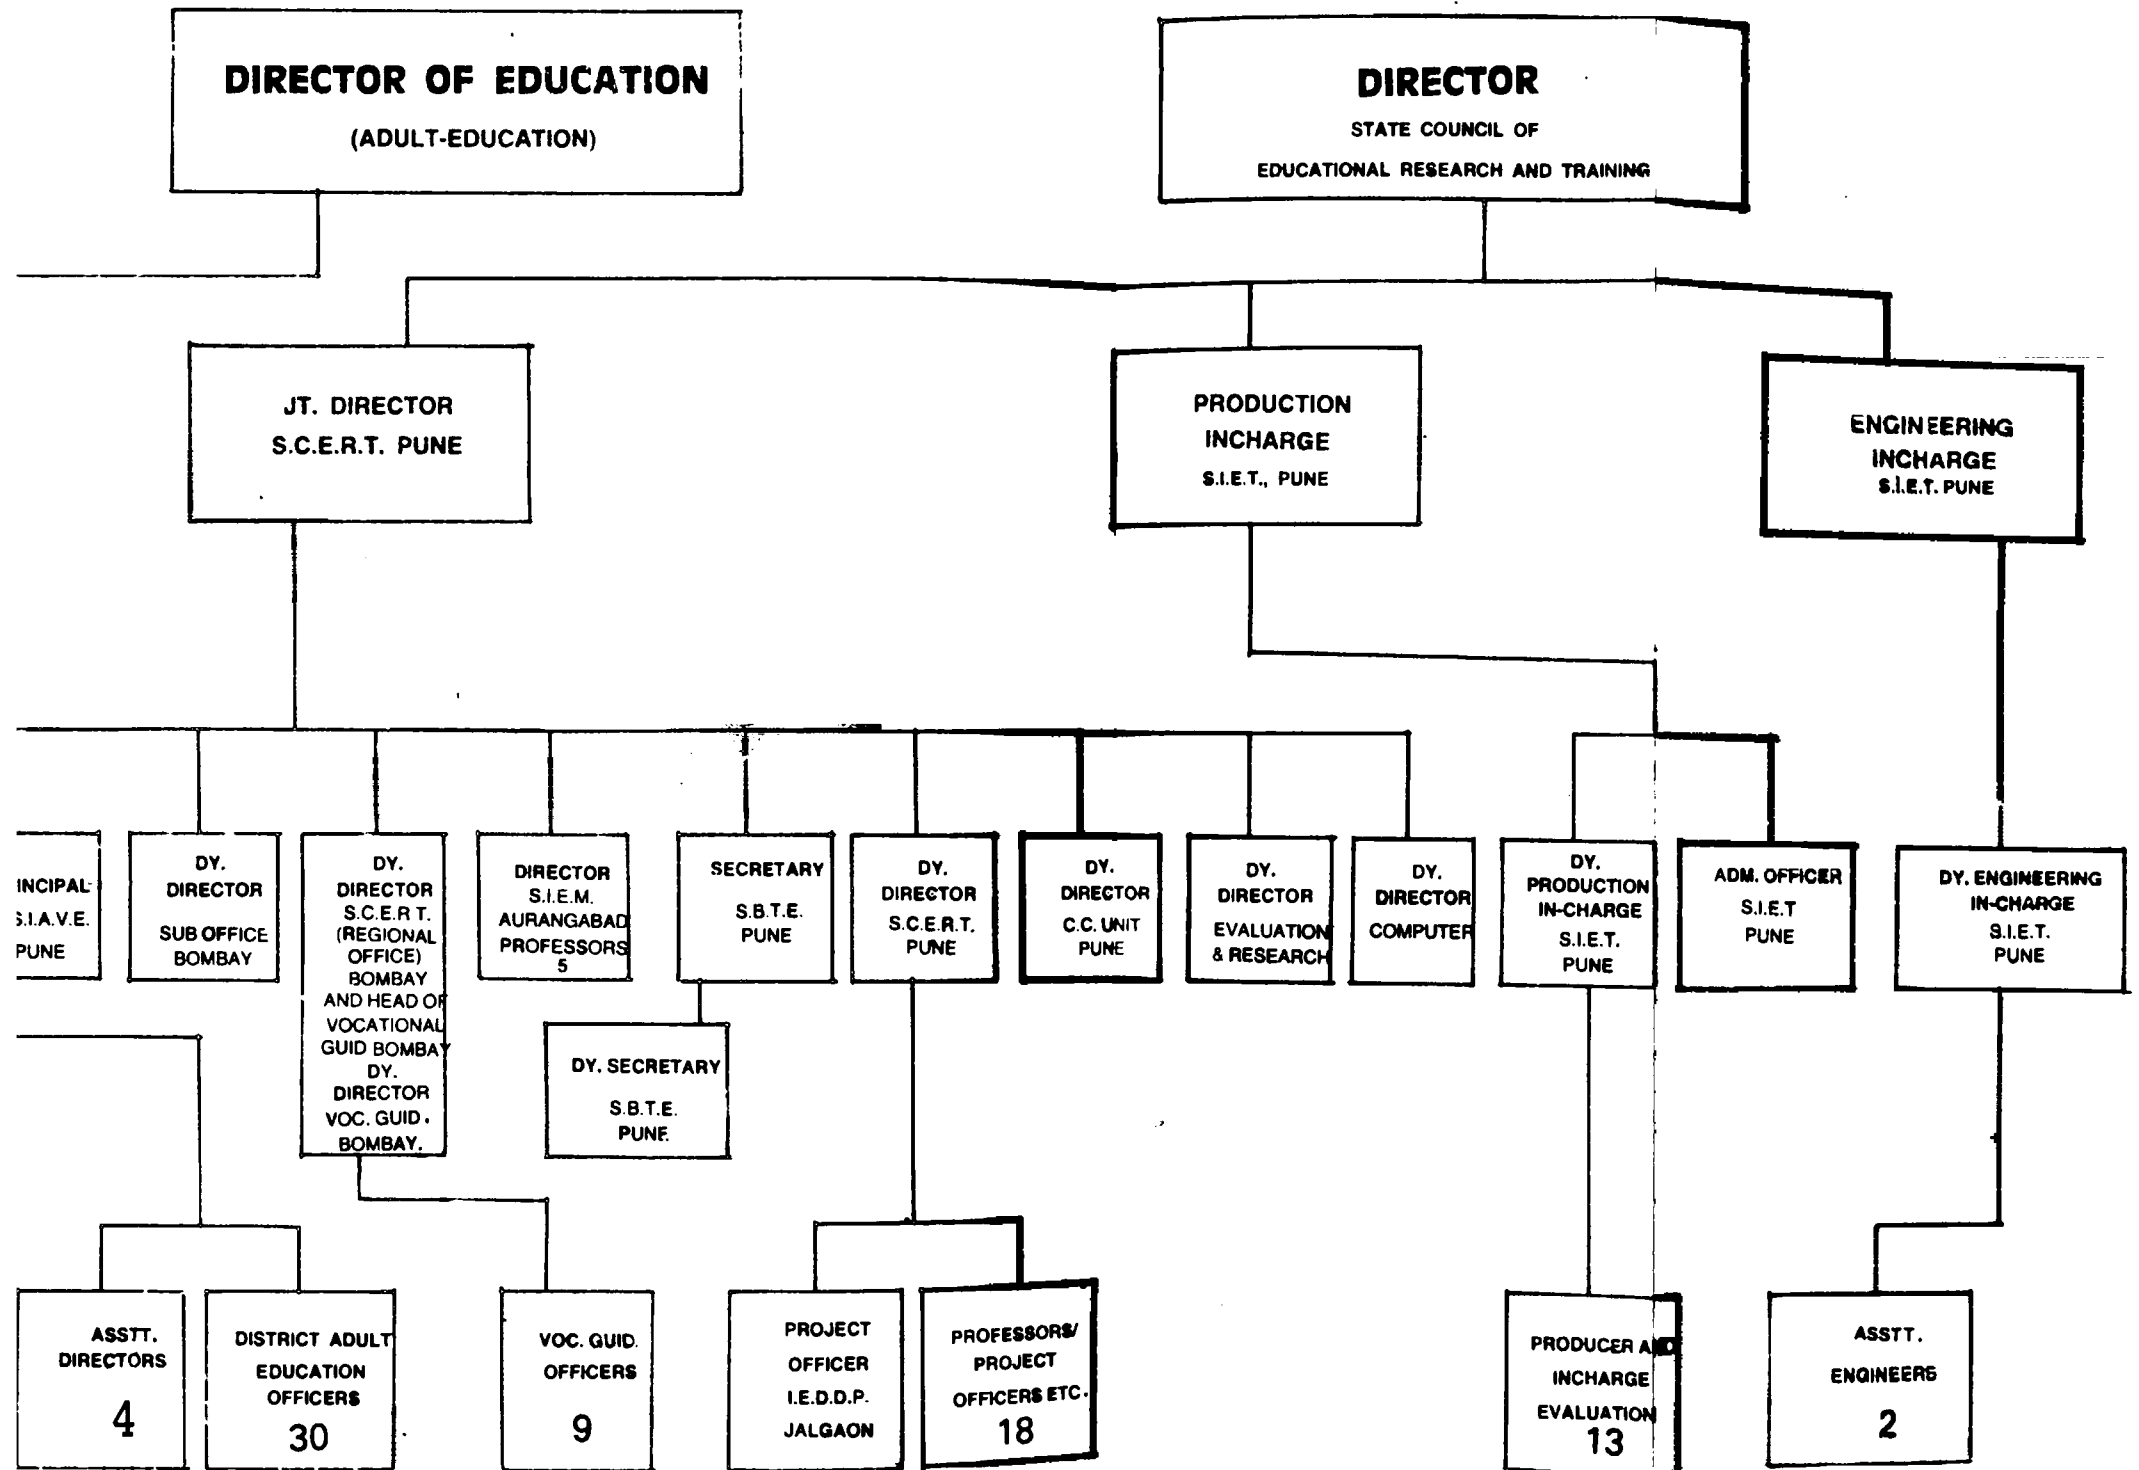 DIRECTOR OF EDUCATION
(ADULT-EDUCATION)
DIRECTOR
STATE COUNCIL OF
EDUCATIONAL RESEARCH AND TRAINING
JT. DIRECTOR
S.C.E.R.T. PUNE
PRODUCTION
INCHARGE
S.I.E.T., PUNE
ENGINEERING
INCHARGE
S.I.E.T. PUNE
INCIPAL
S.I.A.V.E.
PUNE
DY.
DIRECTOR
SUB OFFICE
BOMBAY
DY.
DIRECTOR
S.C.E.R T.
(REGIONAL
OFFICE)
BOMBAY
AND HEAD OF
VOCATIONAL
GUID BOMBAY
DY.
DIRECTOR
VOC. GUID.
BOMBAY.
DIRECTOR
S.I.E.M.
AURANGABAD
PROFESSORS
5
SECRETARY
S.B.T.E.
PUNE
DY.
DIRECTOR
S.C.E.R.T.
PUNE
DY.
DIRECTOR
C.C. UNIT
PUNE
DY.
DIRECTOR
EVALUATION
& RESEARCH
DY.
DIRECTOR
COMPUTER
DY.
PRODUCTION
IN-CHARGE
S.I.E.T.
PUNE
ADM. OFFICER
S.I.E.T
PUNE
DY. ENGINEERING
IN-CHARGE
S.I.E.T.
PUNE
DY. SECRETARY
S.B.T.E.
PUNE
ASSTT.
DIRECTORS
4
DISTRICT ADULT
EDUCATION
OFFICERS
30
VOC. GUID.
OFFICERS
9
PROJECT
OFFICER
I.E.D.D.P.
JALGAON
PROFESSORS/
PROJECT
OFFICERS ETC.
18
PRODUCER AND
INCHARGE
EVALUATION
13
ASSTT.
ENGINEERS
2